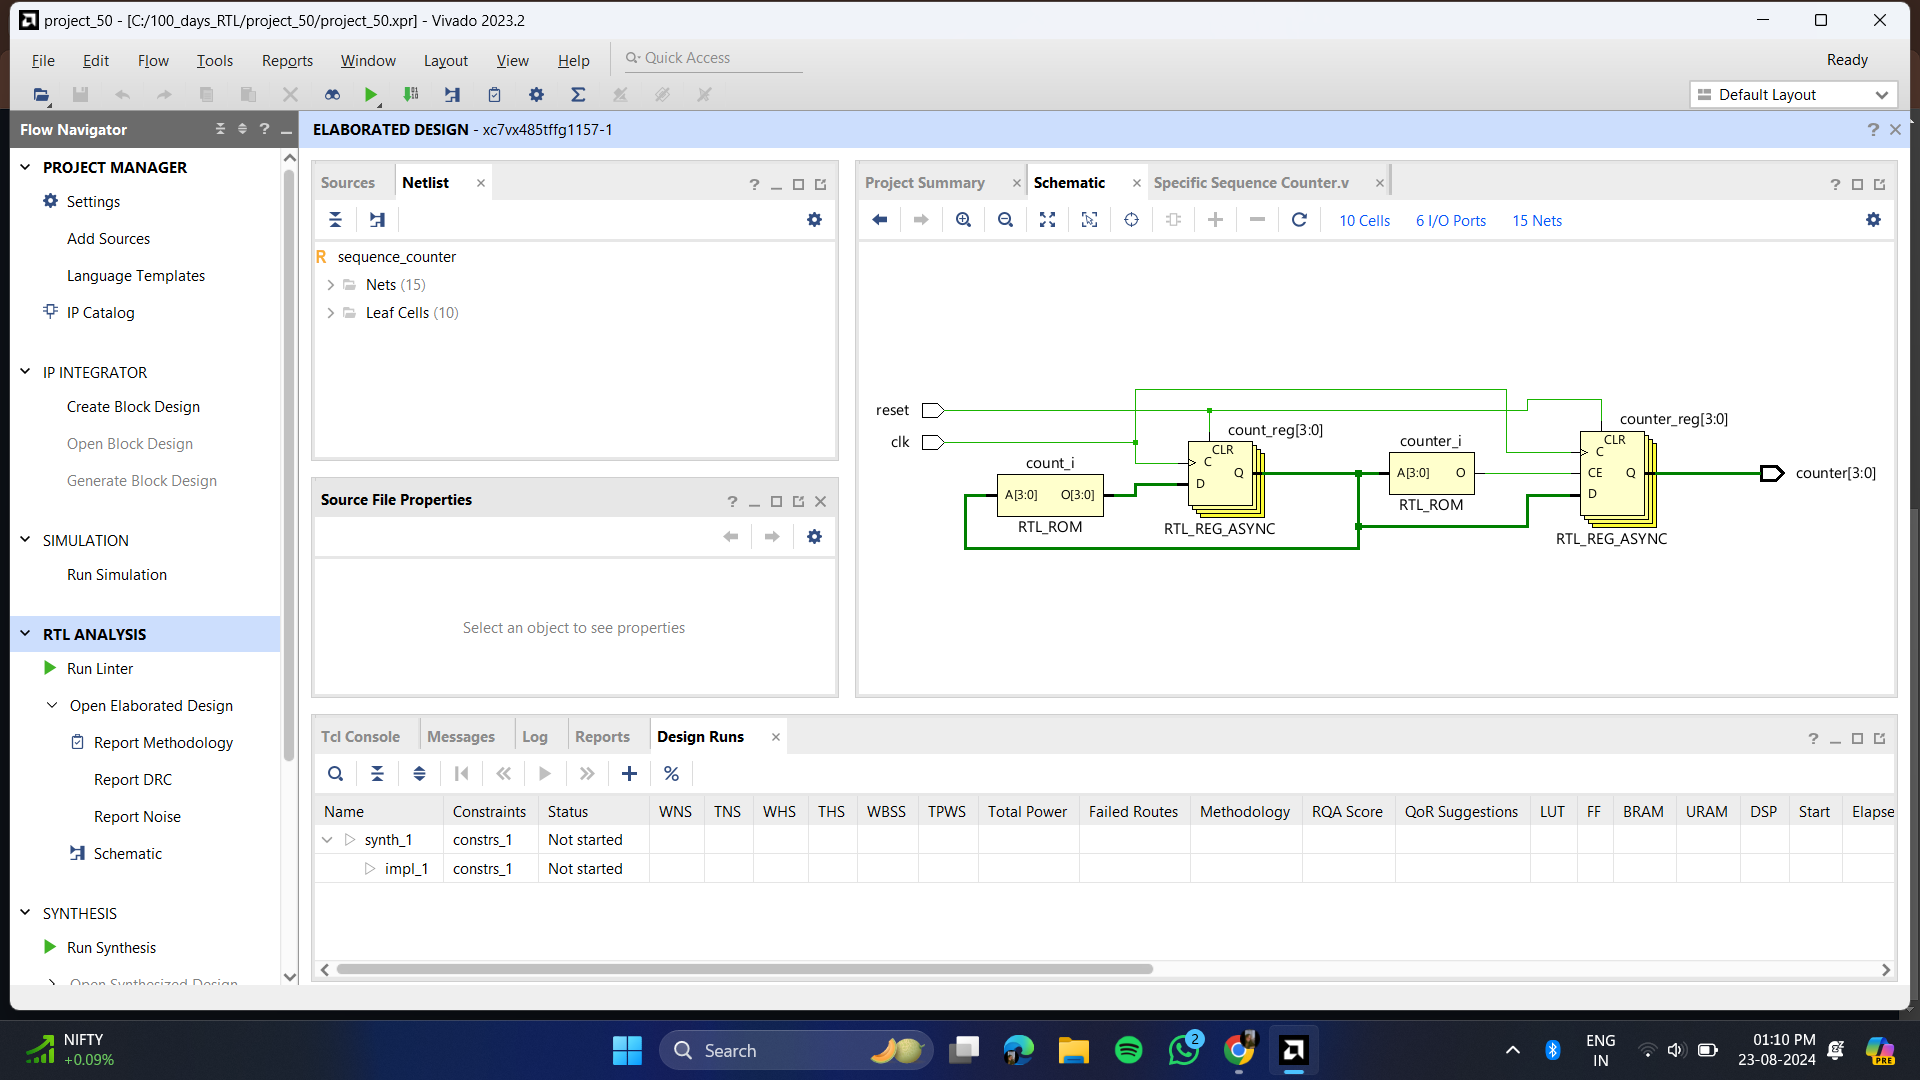 project_50 - [C:/100_days_RTL/project_50/project_50.xpr] - Vivado 2023.2
File Edit Flow Tools Reports Window Layout View Help Quick Access Ready
Default Layout
Flow Navigator
ELABORATED DESIGN - xc7vx485tffg1157-1
PROJECT MANAGER
Settings
Add Sources
Language Templates
IP Catalog
IP INTEGRATOR
Create Block Design
Open Block Design
Generate Block Design
SIMULATION
Run Simulation
RTL ANALYSIS
Run Linter
Open Elaborated Design
Report Methodology
Report DRC
Report Noise
Schematic
SYNTHESIS
Run Synthesis
Open Synthesized Design
Sources Netlist
R sequence_counter
Nets (15)
Leaf Cells (10)
Source File Properties
Select an object to see properties
Project Summary Schematic Specific Sequence Counter.v
10 Cells 6 I/O Ports 15 Nets
reset
clk
count_i
A[3:0] O[3:0]
RTL_ROM
count_reg[3:0]
CLR
C
Q
D
RTL_REG_ASYNC
counter_i
A[3:0] O
RTL_ROM
counter_reg[3:0]
CLR
C
CE Q
D
RTL_REG_ASYNC
counter[3:0]
Tcl Console Messages Log Reports Design Runs
Name Constraints Status WNS TNS WHS THS WBSS TPWS Total Power Failed Routes Methodology RQA Score QoR Suggestions LUT FF BRAM URAM DSP Start Elapse
synth_1 constrs_1 Not started
impl_1 constrs_1 Not started
NIFTY
+0.09%
Search
2
ENG
IN
01:10 PM
23-08-2024
PRE